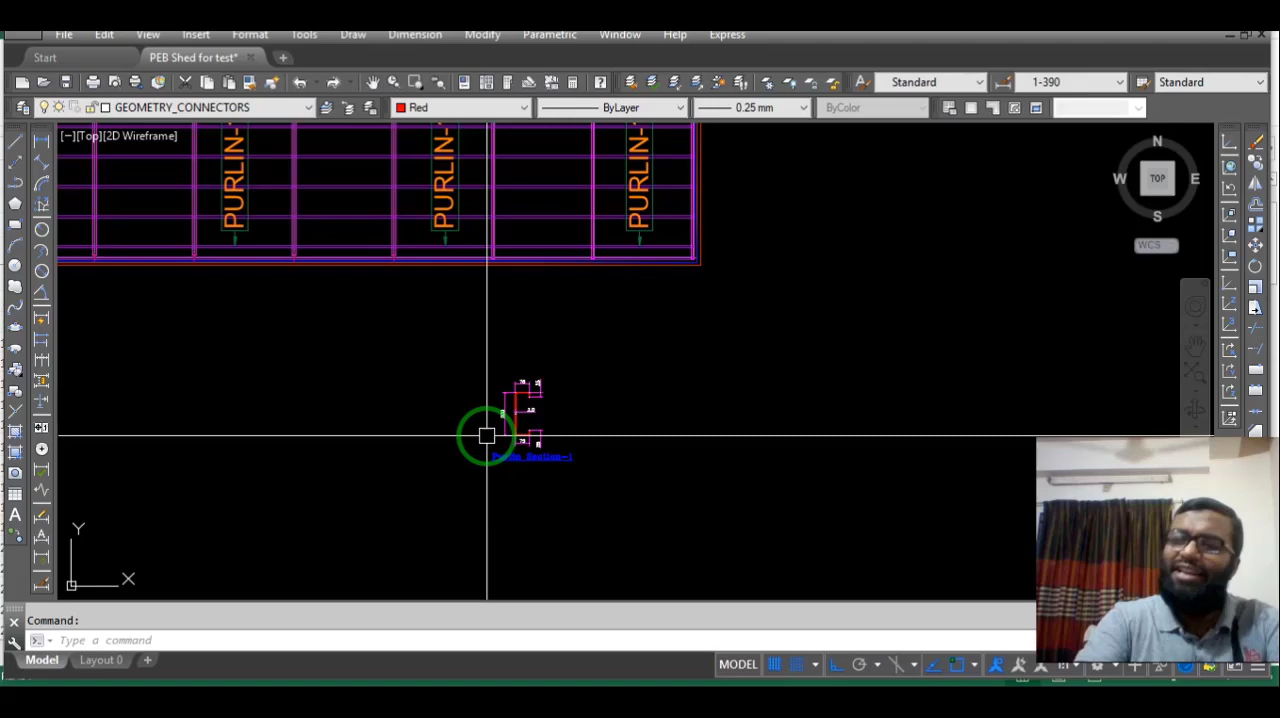 File Edit View Insert Format Tools Draw Dimension Modify Parametric Window Help Express
Start PEB Shed for test*
Standard 1-390 Standard
GEOMETRY_CONNECTORS Red ByLayer 0.25 mm ByColor
[−][Top][2D Wireframe]
PURLIN-
PURLIN-
PURLIN-
N
W TOP E
S
WCS
Section-1
Y
X
Command:
Type a command
Model Layout 0
MODEL